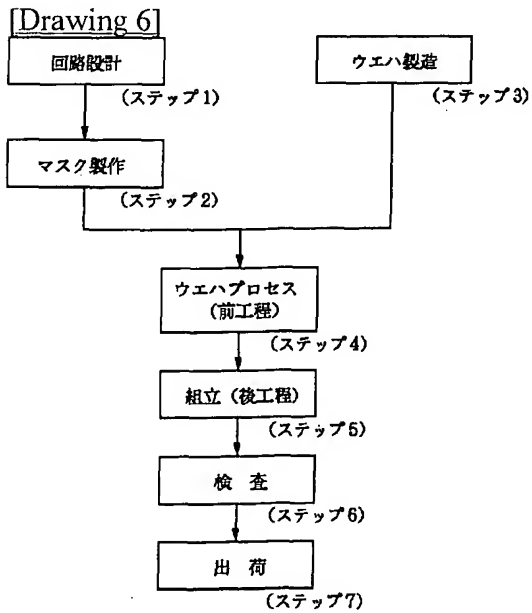 [Drawing 6]
回路設計
(ステップ1)
ウエハ製造
(ステップ3)
マスク製作
(ステップ2)
ウエハプロセス
(前工程)
(ステップ4)
組立(後工程)
(ステップ5)
検　査
(ステップ6)
出　荷
(ステップ7)